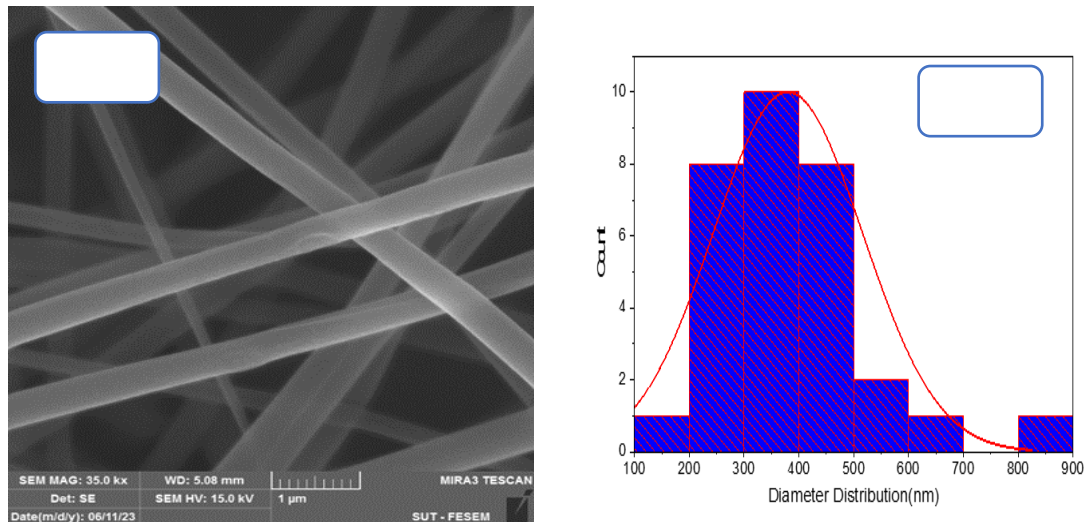 SEM MAG: 35.0 kx WD: 5.08 mm MIRA3 TESCAN
Det: SE SEM HV: 15.0 kV 1 µm
Date(m/d/y): 06/11/23 SUT - FESEM
10
8
6
4
2
0
Count
100 200 300 400 500 600 700 800 900
Diameter Distribution(nm)